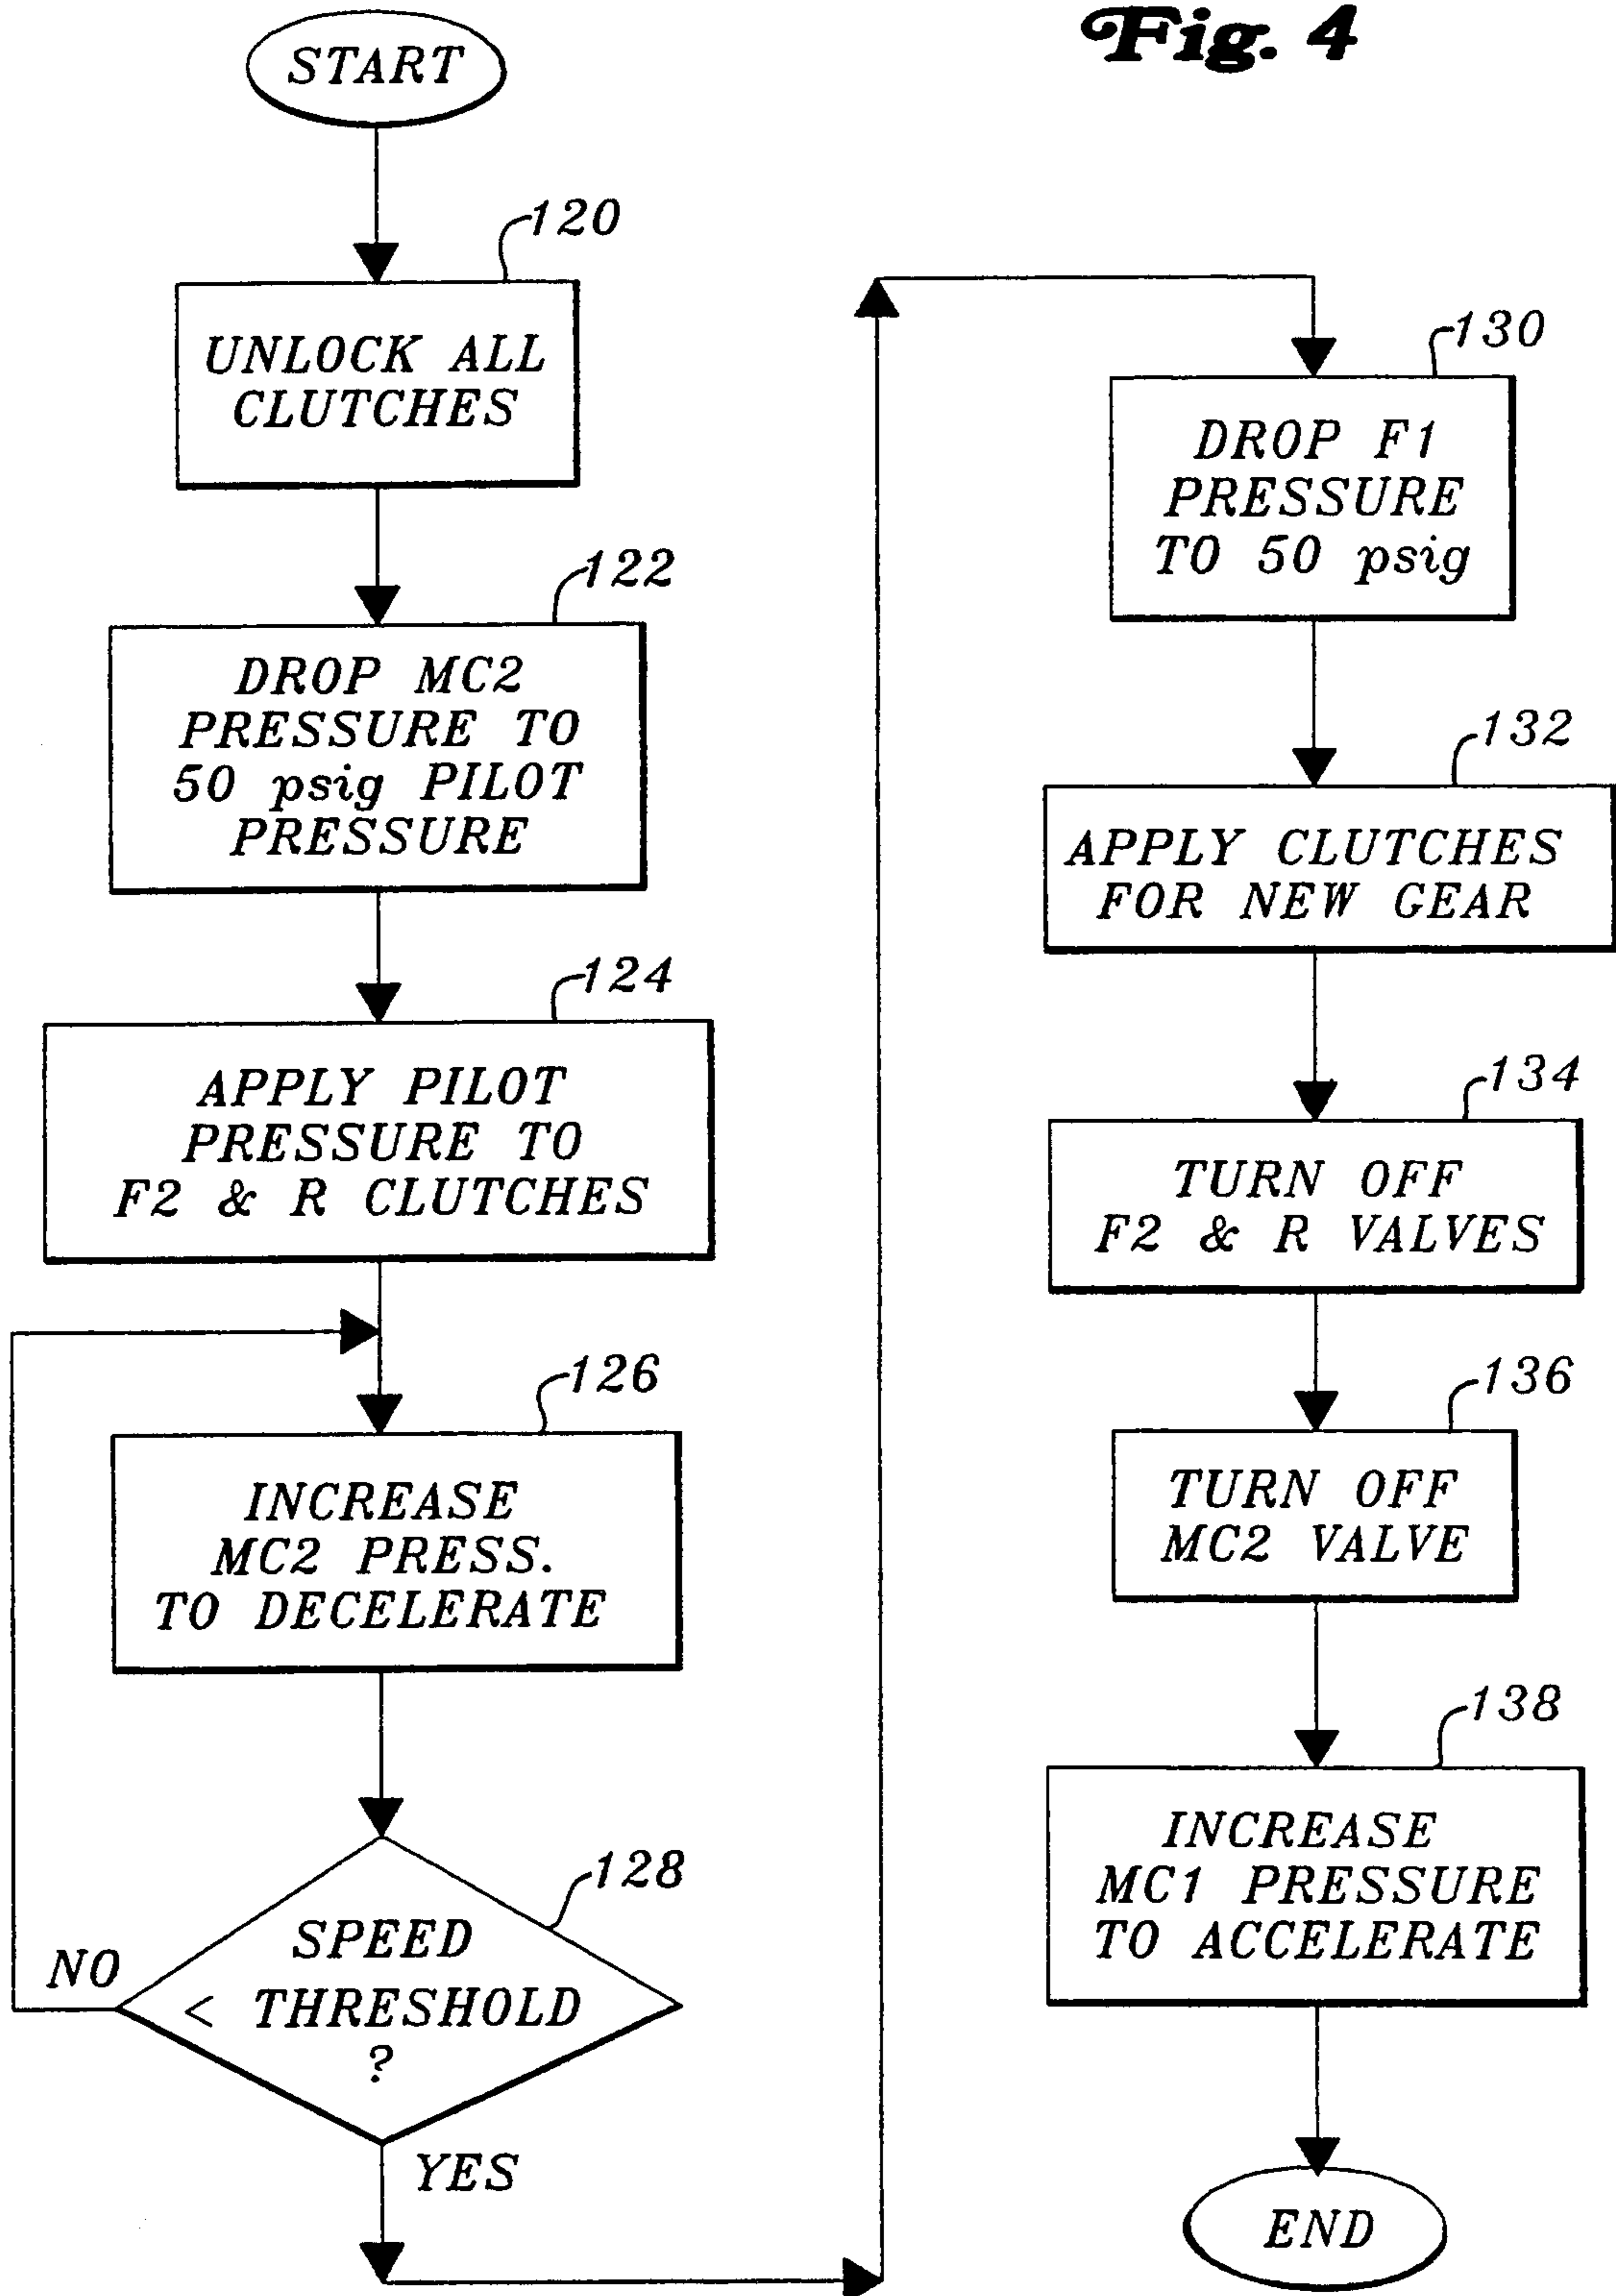 Fig. 4
START
120
UNLOCK ALL
CLUTCHES
122
DROP MC2
PRESSURE TO
50 psig PILOT
PRESSURE
124
APPLY PILOT
PRESSURE TO
F2 & R CLUTCHES
126
INCREASE
MC2 PRESS.
TO DECELERATE
128
SPEED
< THRESHOLD
?
NO
YES
130
DROP F1
PRESSURE
TO 50 psig
132
APPLY CLUTCHES
FOR NEW GEAR
134
TURN OFF
F2 & R VALVES
136
TURN OFF
MC2 VALVE
138
INCREASE
MC1 PRESSURE
TO ACCELERATE
END